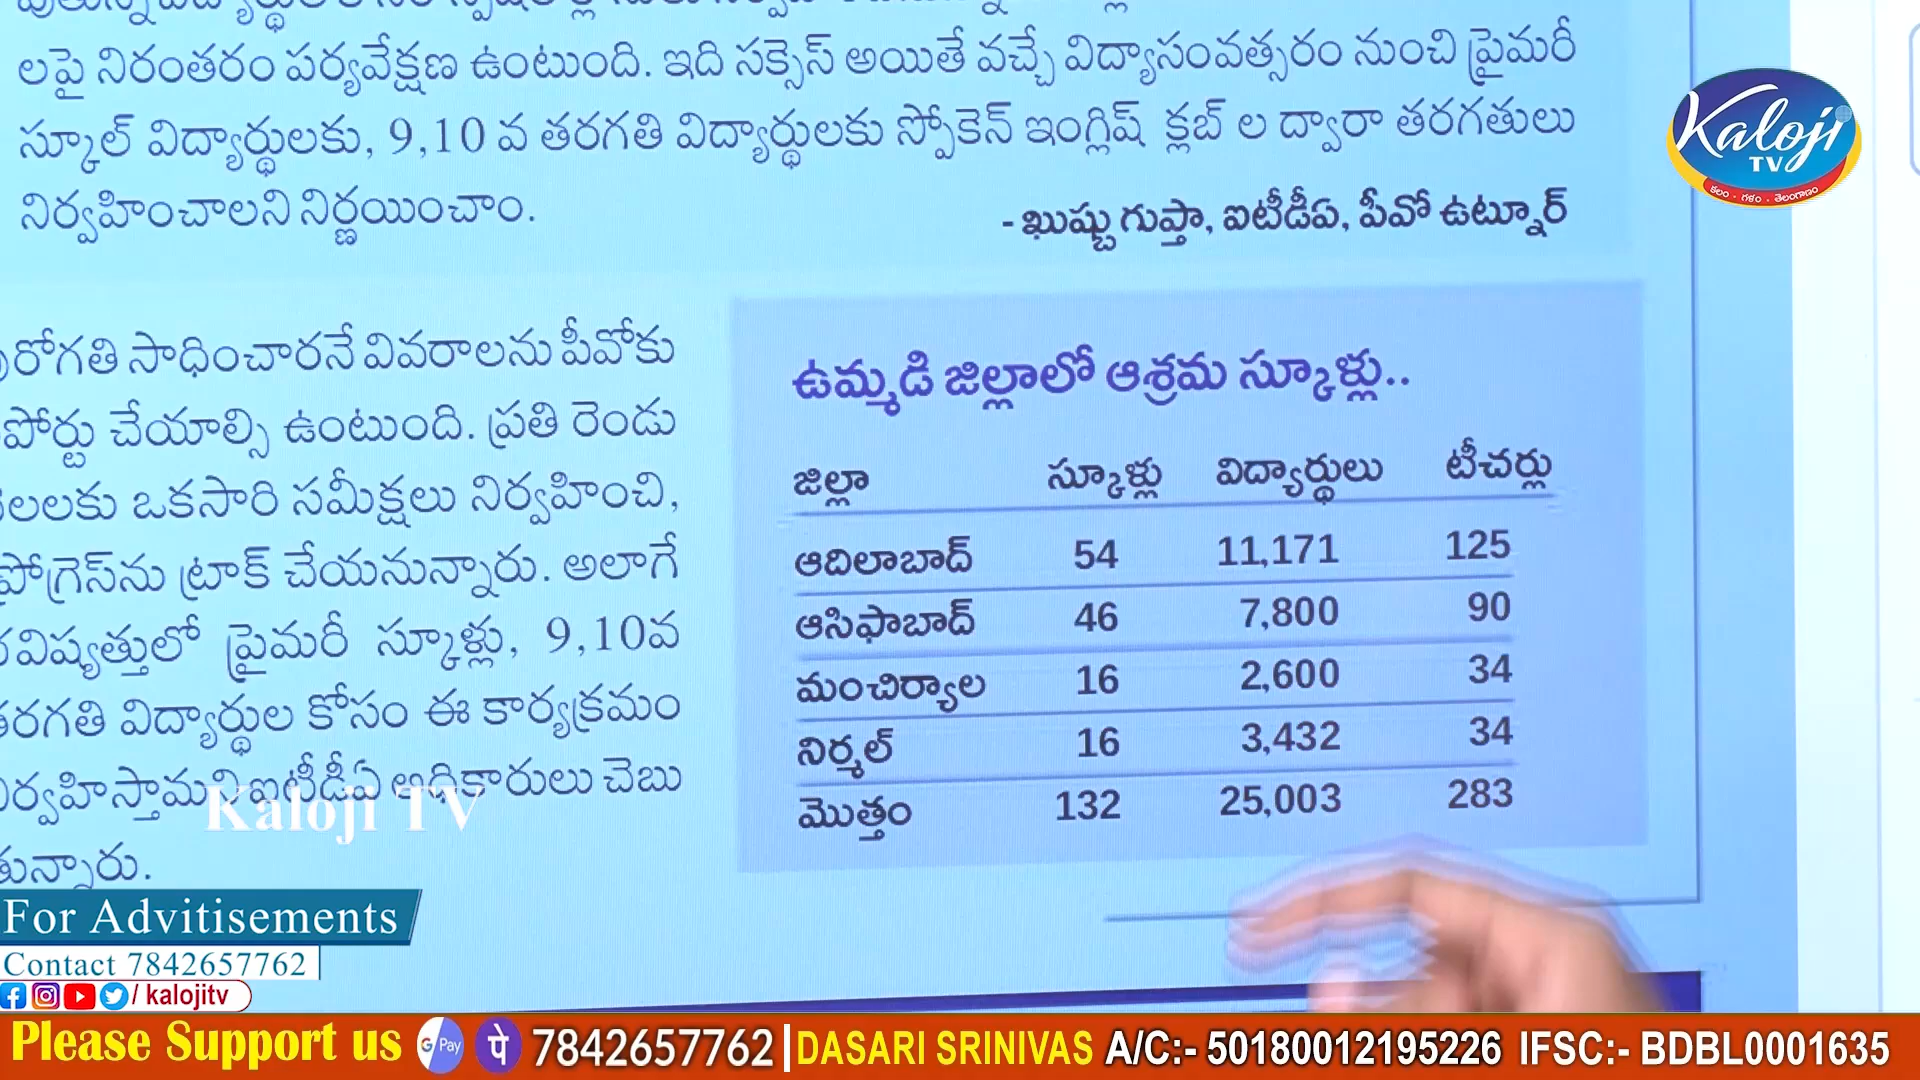 లపై నిరంతరం పర్యవేక్షణ ఉంటుంది. ఇది సక్సెస్ అయితే వచ్చే విద్యాసంవత్సరం నుంచి ప్రైమరీ
స్కూల్ విద్యార్థులకు, 9,10 వ తరగతి విద్యార్థులకు స్పోకెన్ ఇంగ్లిష్ క్లబ్ ల ద్వారా తరగతులు
నిర్వహించాలని నిర్ణయించాం.
- ఖుష్బు గుప్తా, ఐటీడీఏ, పీవో ఉట్నూర్
రోగతి సాధించారనే వివరాలను పీవోకు
పోర్టు చేయాల్సి ఉంటుంది. ప్రతి రెండు
లలకు ఒకసారి సమీక్షలు నిర్వహించి,
ప్రోగ్రెస్‌ను ట్రాక్ చేయనున్నారు. అలాగే
విష్యత్తులో ప్రైమరీ స్కూళ్లు, 9,10వ
తరగతి విద్యార్థుల కోసం ఈ కార్యక్రమం
ర్వహిస్తామని ఐటీడీఏ అధికారులు చెబు
తున్నారు.
ఉమ్మడి జిల్లాలో ఆశ్రమ స్కూళ్లు..
జిల్లా స్కూళ్లు విద్యార్థులు టీచర్లు
ఆదిలాబాద్ 54 11,171 125
ఆసిఫాబాద్ 46 7,800 90
మంచిర్యాల 16 2,600 34
నిర్మల్ 16 3,432 34
మొత్తం 132 25,003 283
Kaloji
TV
కలం - గళం - తెలంగాణం
Kaloji TV
For Advitisements
Contact 7842657762
/ kalojitv
Please Support us G Pay పే 7842657762 | DASARI SRINIVAS A/C:- 50180012195226 IFSC:- BDBL0001635